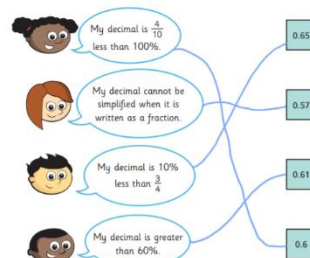 My decimal is 4/10
less than 100%.
0.65
My decimal cannot be
simplified when it is
written as a fraction.
0.57
My decimal is 10%
less than 3/4
0.61
My decimal is greater
than 60%.
0.6